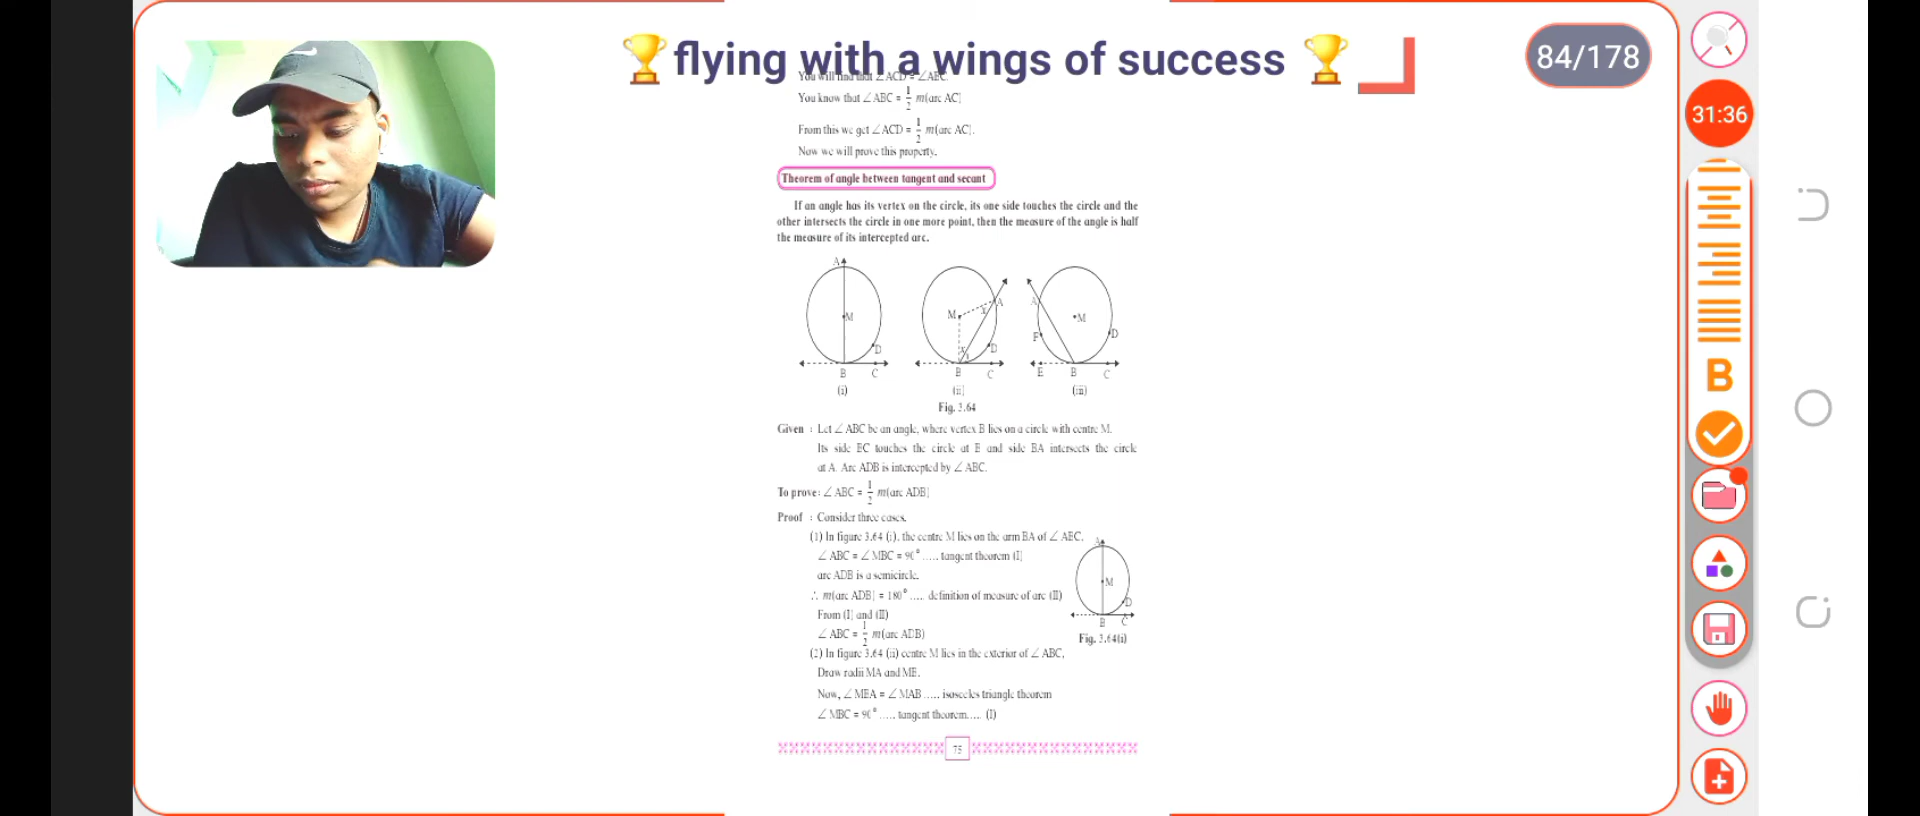 🏆flying with a wings of success 🏆
84/178
31:36
B
You will find that ∠ACD = ∠ABC.
You know that ∠ABC = 1/2 m(arc AC)
From this we get ∠ACD = 1/2 m(arc AC).
Now we will prove this property.
Theorem of angle between tangent and secant
If an angle has its vertex on the circle, its one side touches the circle and the
other intersects the circle in one more point, then the measure of the angle is half
the measure of its intercepted arc.
A M D B C
(i)
M A x D x B C
(ii)
A M F D E B C
(iii)
Fig. 3.64
Given : Let ∠ABC be an angle, where vertex B lies on a circle with centre M.
Its side BC touches the circle at B and side BA intersects the circle
at A. Arc ADB is intercepted by ∠ABC.
To prove: ∠ABC = 1/2 m(arc ADB)
Proof : Consider three cases.
(1) In figure 3.64 (i), the centre M lies on the arm BA of ∠ABC,
∠ABC = ∠MBC = 90° ..... tangent theorem (I)
arc ADB is a semicircle.
∴ m(arc ADB) = 180° ..... definition of measure of arc (II)
From (I) and (II)
∠ABC = 1/2 m(arc ADB)
A M D B C
Fig. 3.64(i)
(2) In figure 3.64 (ii) centre M lies in the exterior of ∠ABC,
Draw radii MA and MB.
Now, ∠MBA = ∠MAB ..... isosceles triangle theorem
∠MBC = 90° ..... tangent theorem..... (I)
75